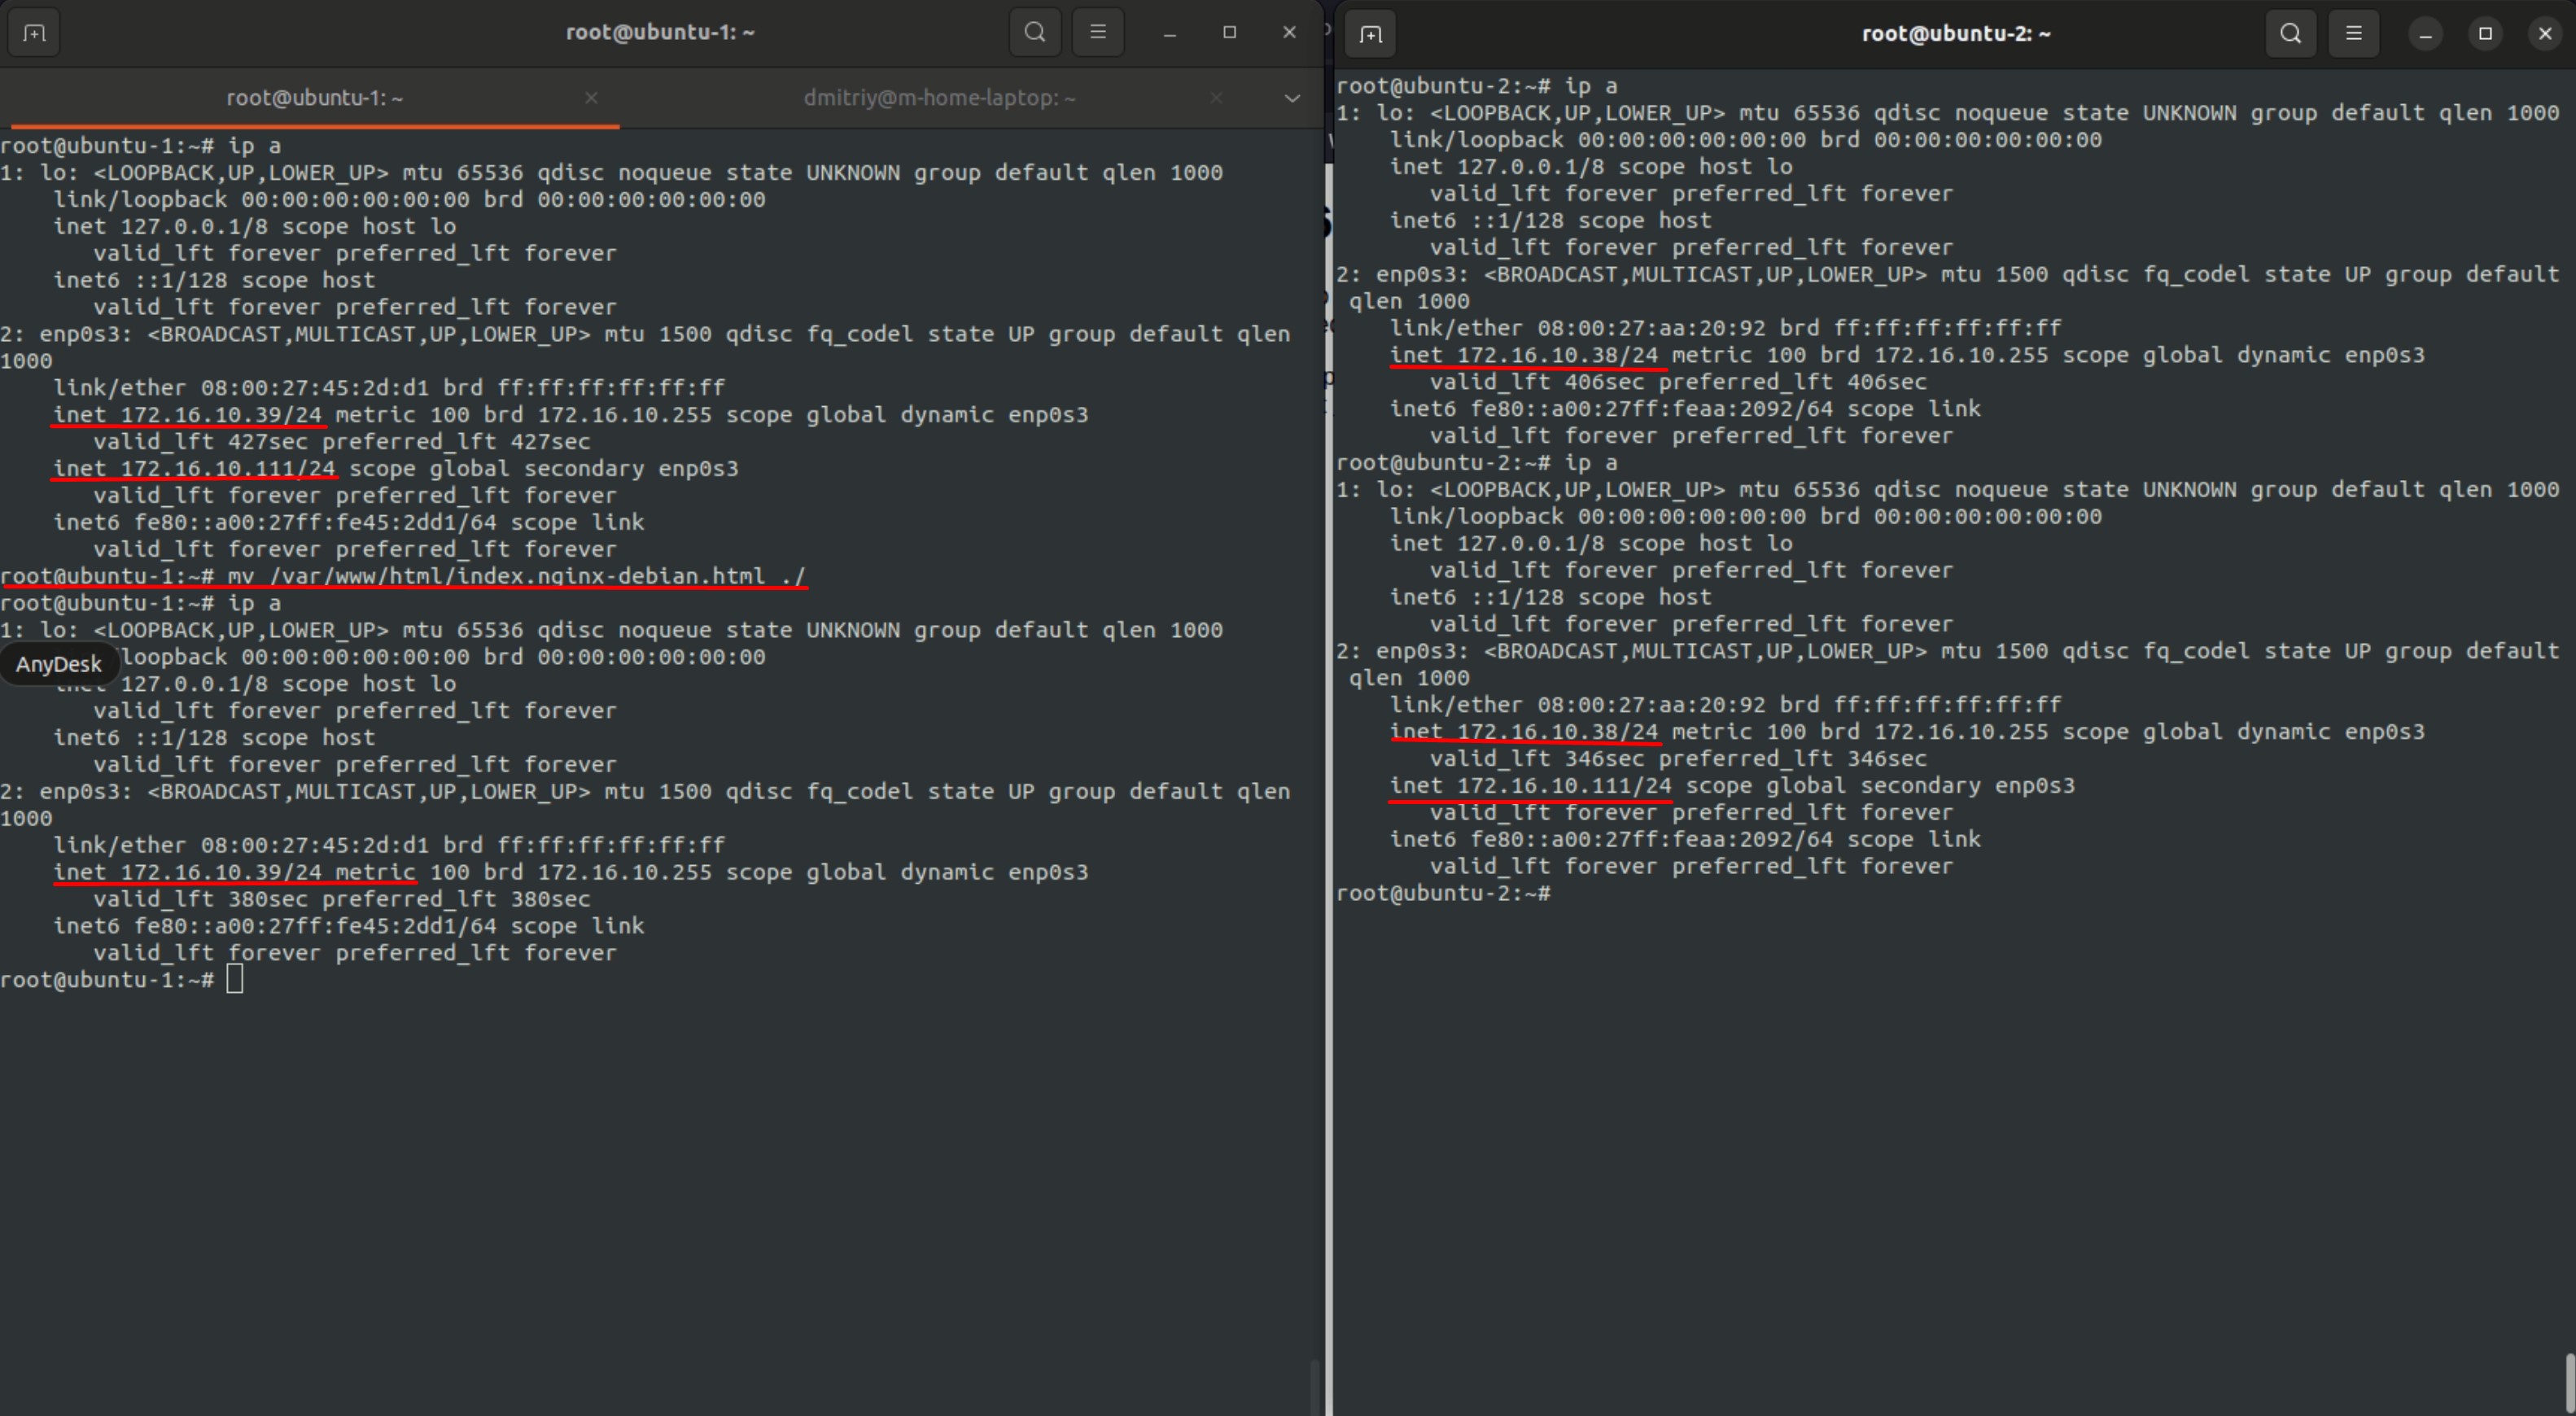 root@ubuntu-1: ~
root@ubuntu-1: ~
dmitriy@m-home-laptop: ~
root@ubuntu-1:~# ip a
1: lo: <LOOPBACK,UP,LOWER_UP> mtu 65536 qdisc noqueue state UNKNOWN group default qlen 1000
link/loopback 00:00:00:00:00:00 brd 00:00:00:00:00:00
inet 127.0.0.1/8 scope host lo
valid_lft forever preferred_lft forever
inet6 ::1/128 scope host
valid_lft forever preferred_lft forever
2: enp0s3: <BROADCAST,MULTICAST,UP,LOWER_UP> mtu 1500 qdisc fq_codel state UP group default qlen
1000
link/ether 08:00:27:45:2d:d1 brd ff:ff:ff:ff:ff:ff
inet 172.16.10.39/24 metric 100 brd 172.16.10.255 scope global dynamic enp0s3
valid_lft 427sec preferred_lft 427sec
inet 172.16.10.111/24 scope global secondary enp0s3
valid_lft forever preferred_lft forever
inet6 fe80::a00:27ff:fe45:2dd1/64 scope link
valid_lft forever preferred_lft forever
root@ubuntu-1:~# mv /var/www/html/index.nginx-debian.html ./
root@ubuntu-1:~# ip a
1: lo: <LOOPBACK,UP,LOWER_UP> mtu 65536 qdisc noqueue state UNKNOWN group default qlen 1000
AnyDesk
loopback 00:00:00:00:00:00 brd 00:00:00:00:00:00
inet 127.0.0.1/8 scope host lo
valid_lft forever preferred_lft forever
inet6 ::1/128 scope host
valid_lft forever preferred_lft forever
2: enp0s3: <BROADCAST,MULTICAST,UP,LOWER_UP> mtu 1500 qdisc fq_codel state UP group default qlen
1000
link/ether 08:00:27:45:2d:d1 brd ff:ff:ff:ff:ff:ff
inet 172.16.10.39/24 metric 100 brd 172.16.10.255 scope global dynamic enp0s3
valid_lft 380sec preferred_lft 380sec
inet6 fe80::a00:27ff:fe45:2dd1/64 scope link
valid_lft forever preferred_lft forever
root@ubuntu-1:~#
root@ubuntu-2: ~
root@ubuntu-2:~# ip a
1: lo: <LOOPBACK,UP,LOWER_UP> mtu 65536 qdisc noqueue state UNKNOWN group default qlen 1000
link/loopback 00:00:00:00:00:00 brd 00:00:00:00:00:00
inet 127.0.0.1/8 scope host lo
valid_lft forever preferred_lft forever
inet6 ::1/128 scope host
valid_lft forever preferred_lft forever
2: enp0s3: <BROADCAST,MULTICAST,UP,LOWER_UP> mtu 1500 qdisc fq_codel state UP group default
qlen 1000
link/ether 08:00:27:aa:20:92 brd ff:ff:ff:ff:ff:ff
inet 172.16.10.38/24 metric 100 brd 172.16.10.255 scope global dynamic enp0s3
valid_lft 406sec preferred_lft 406sec
inet6 fe80::a00:27ff:feaa:2092/64 scope link
valid_lft forever preferred_lft forever
root@ubuntu-2:~# ip a
1: lo: <LOOPBACK,UP,LOWER_UP> mtu 65536 qdisc noqueue state UNKNOWN group default qlen 1000
link/loopback 00:00:00:00:00:00 brd 00:00:00:00:00:00
inet 127.0.0.1/8 scope host lo
valid_lft forever preferred_lft forever
inet6 ::1/128 scope host
valid_lft forever preferred_lft forever
2: enp0s3: <BROADCAST,MULTICAST,UP,LOWER_UP> mtu 1500 qdisc fq_codel state UP group default
qlen 1000
link/ether 08:00:27:aa:20:92 brd ff:ff:ff:ff:ff:ff
inet 172.16.10.38/24 metric 100 brd 172.16.10.255 scope global dynamic enp0s3
valid_lft 346sec preferred_lft 346sec
inet 172.16.10.111/24 scope global secondary enp0s3
valid_lft forever preferred_lft forever
inet6 fe80::a00:27ff:feaa:2092/64 scope link
valid_lft forever preferred_lft forever
root@ubuntu-2:~#